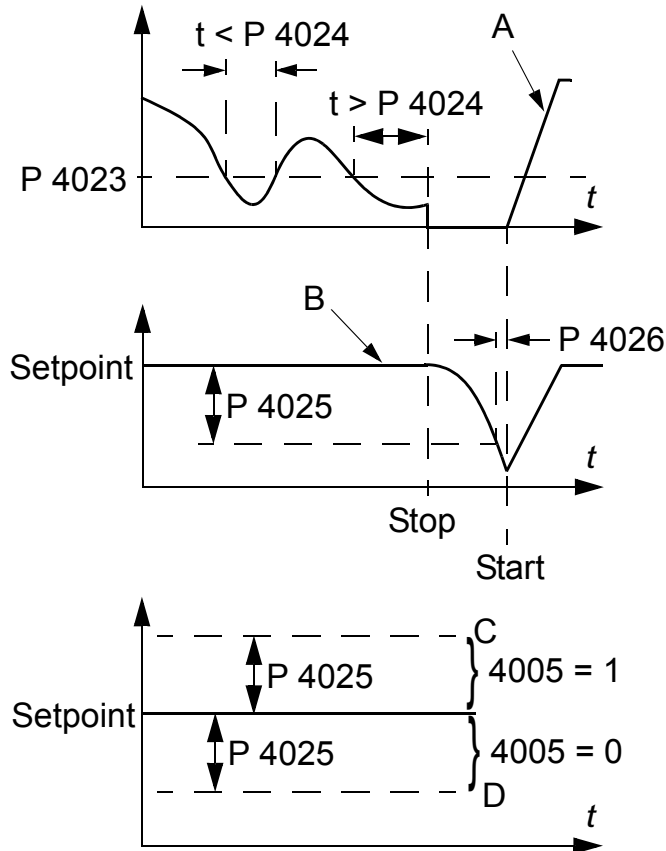 t < P 4024
A
t > P 4024
P 4023
t
B
P 4026
Setpoint
P 4025
t
Stop
Start
C
P 4025
4005 = 1
Setpoint
P 4025
4005 = 0
D
t